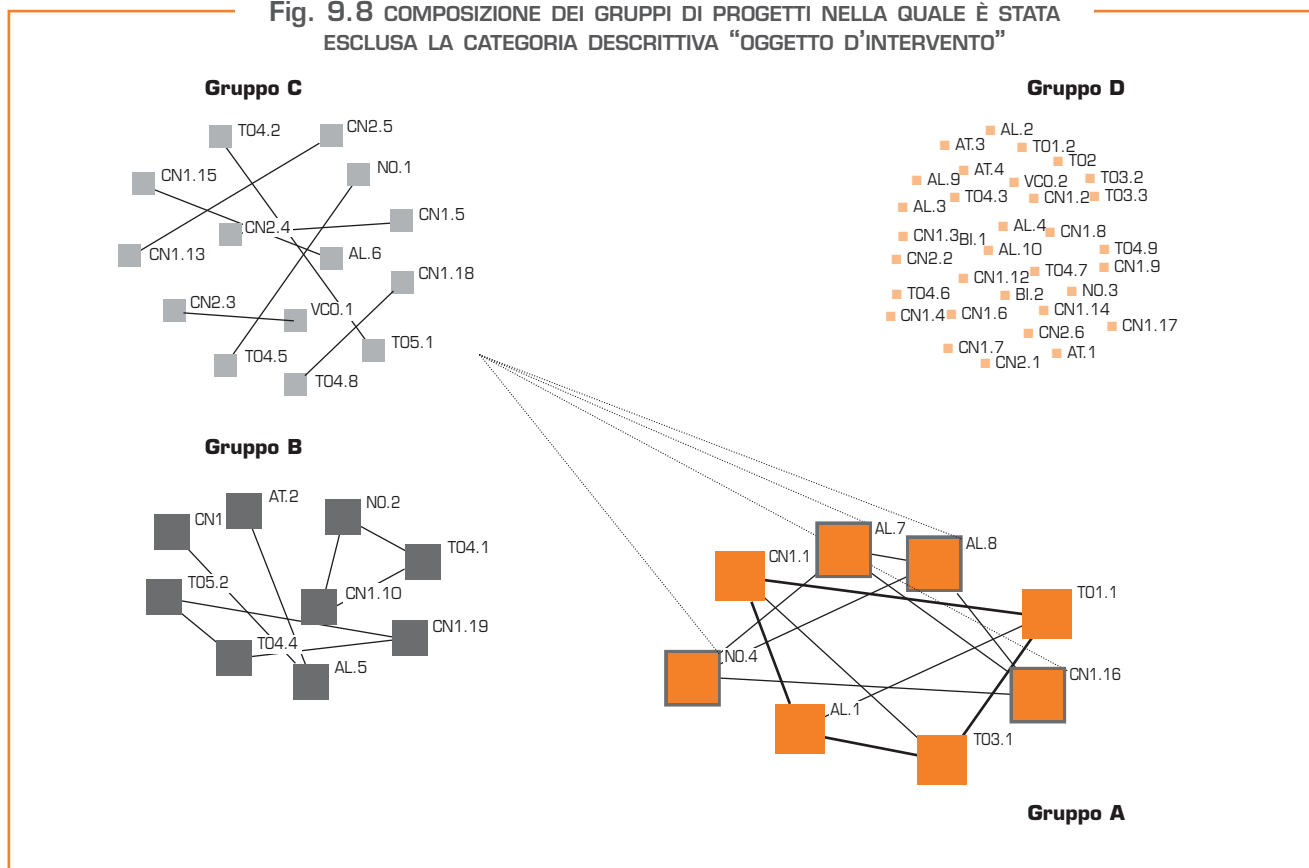 Fig. 9.8 COMPOSIZIONE DEI GRUPPI DI PROGETTI NELLA QUALE È STATA
ESCLUSA LA CATEGORIA DESCRITTIVA “OGGETTO D’INTERVENTO”
Gruppo C
TO4.2
CN2.5
NO.1
CN1.15
CN1.5
CN2.4
CN1.13
AL.6
CN1.18
CN2.3
VCO.1
TO5.1
TO4.5
TO4.8
Gruppo D
AL.2
AT.3
TO1.2
TO2
AT.4
TO3.2
AL.9
VCO.2
TO4.3
CN1.2
TO3.3
AL.3
AL.4
CN1.8
CN1.3
BI.1
AL.10
TO4.9
CN2.2
CN1.9
TO4.7
CN1.12
TO4.6
BI.2
NO.3
CN1.4
CN1.6
CN1.14
CN1.17
CN2.6
CN1.7
AT.1
CN2.1
Gruppo B
AT.2
NO.2
CN1
TO4.1
TO5.2
CN1.10
CN1.19
TO4.4
AL.5
AL.7
AL.8
CN1.1
TO1.1
NO.4
CN1.16
AL.1
TO3.1
Gruppo A